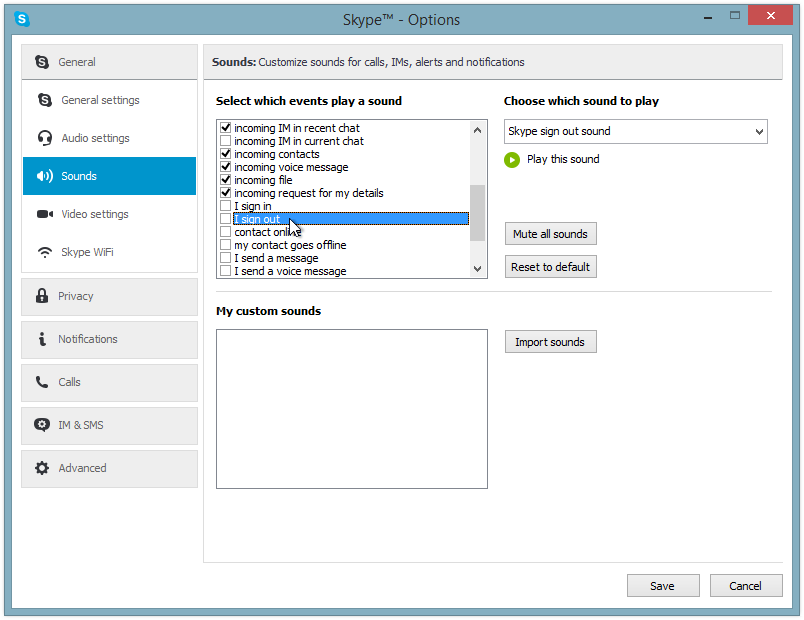 Skype™ - Options
General
General settings
Audio settings
Sounds
Video settings
Skype WiFi
Privacy
Notifications
Calls
IM & SMS
Advanced
Sounds: Customize sounds for calls, IMs, alerts and notifications
Select which events play a sound
incoming IM in recent chat
incoming IM in current chat
incoming contacts
incoming voice message
incoming file
incoming request for my details
I sign in
I sign out
contact online
my contact goes offline
I send a message
I send a voice message
Choose which sound to play
Skype sign out sound
Play this sound
Mute all sounds
Reset to default
My custom sounds
Import sounds
Save
Cancel